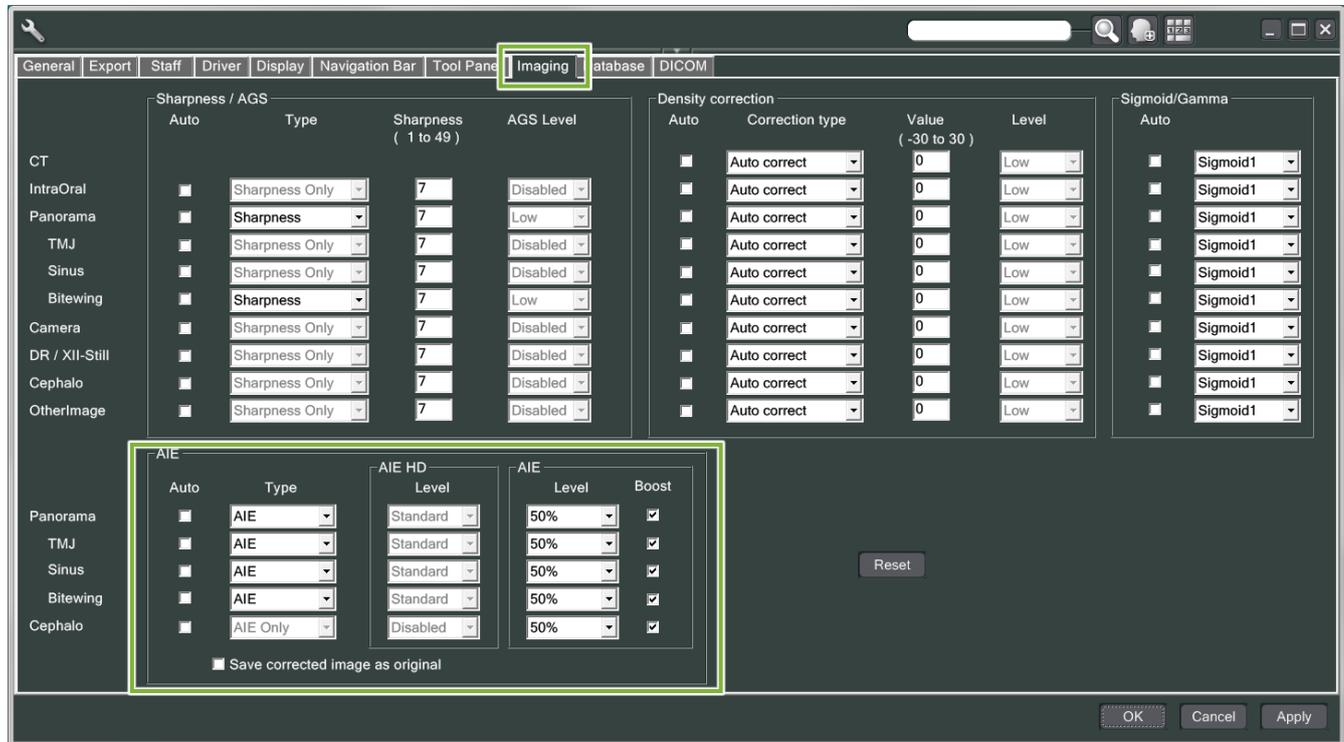 General Export Staff Driver Display Navigation Bar Tool Pane Imaging atabase DICOM
Sharpness / AGS Density correction Sigmoid/Gamma
Auto Type Sharpness AGS Level Auto Correction type Value Level Auto
( 1 to 49 ) ( -30 to 30 )
CT Auto correct 0 Low Sigmoid1
IntraOral Sharpness Only 7 Disabled Auto correct 0 Low Sigmoid1
Panorama Sharpness 7 Low Auto correct 0 Low Sigmoid1
TMJ Sharpness Only 7 Disabled Auto correct 0 Low Sigmoid1
Sinus Sharpness Only 7 Disabled Auto correct 0 Low Sigmoid1
Bitewing Sharpness 7 Low Auto correct 0 Low Sigmoid1
Camera Sharpness Only 7 Disabled Auto correct 0 Low Sigmoid1
DR / XII-Still Sharpness Only 7 Disabled Auto correct 0 Low Sigmoid1
Cephalo Sharpness Only 7 Disabled Auto correct 0 Low Sigmoid1
OtherImage Sharpness Only 7 Disabled Auto correct 0 Low Sigmoid1
AIE
AIE HD AIE
Auto Type Level Level Boost
Panorama AIE Standard 50%
TMJ AIE Standard 50%
Sinus AIE Standard 50%
Reset
Bitewing AIE Standard 50%
Cephalo AIE Only Disabled 50%
Save corrected image as original
OK Cancel Apply